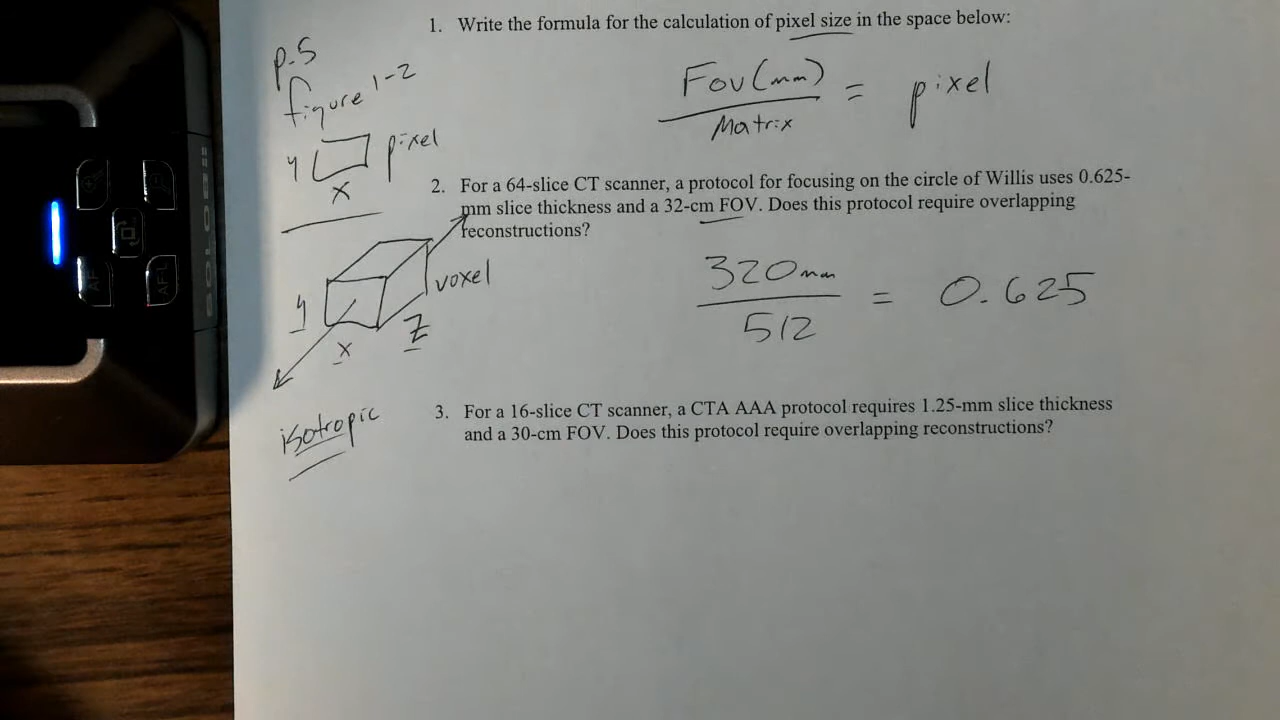 1. Write the formula for the calculation of pixel size in the space below:
p.5
figure 1-2
Fov(mm)
Matrix
= pixel
y
pixel
x
2. For a 64-slice CT scanner, a protocol for focusing on the circle of Willis uses 0.625-
mm slice thickness and a 32-cm FOV. Does this protocol require overlapping
reconstructions?
320mm
512
= 0.625
y
voxel
x
z
isotropic
3. For a 16-slice CT scanner, a CTA AAA protocol requires 1.25-mm slice thickness
and a 30-cm FOV. Does this protocol require overlapping reconstructions?
AF
AFL